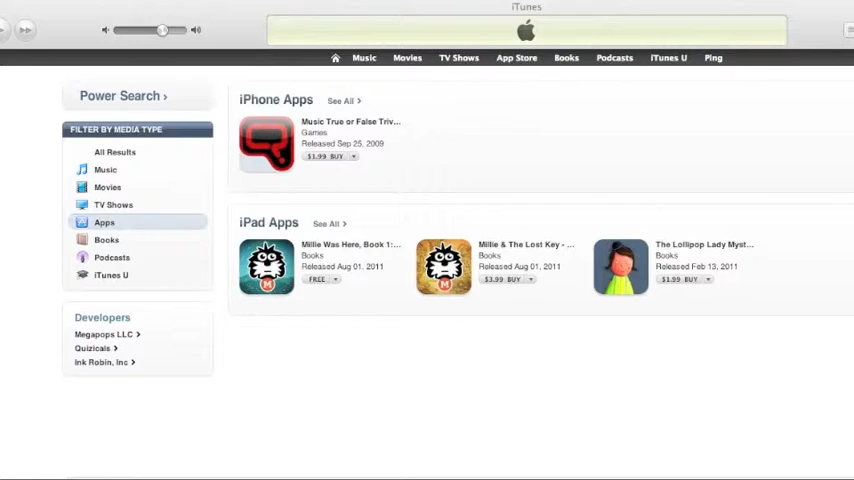 iTunes
Music Movies TV Shows App Store Books Podcasts iTunes U Ping
Power Search ›
FILTER BY MEDIA TYPE
All Results
Music
Movies
TV Shows
Apps
Books
Podcasts
iTunes U
Developers
Megapops LLC
Quizicals
Ink Robin, Inc
iPhone Apps See All
Music True or False Triv...
Games
Released Sep 25, 2009
$1.99 BUY
iPad Apps See All
Millie Was Here, Book 1:...
Books
Released Aug 01, 2011
FREE
Millie & The Lost Key - ...
Books
Released Aug 01, 2011
$3.99 BUY
The Lollipop Lady Myst...
Books
Released Feb 13, 2011
$1.99 BUY